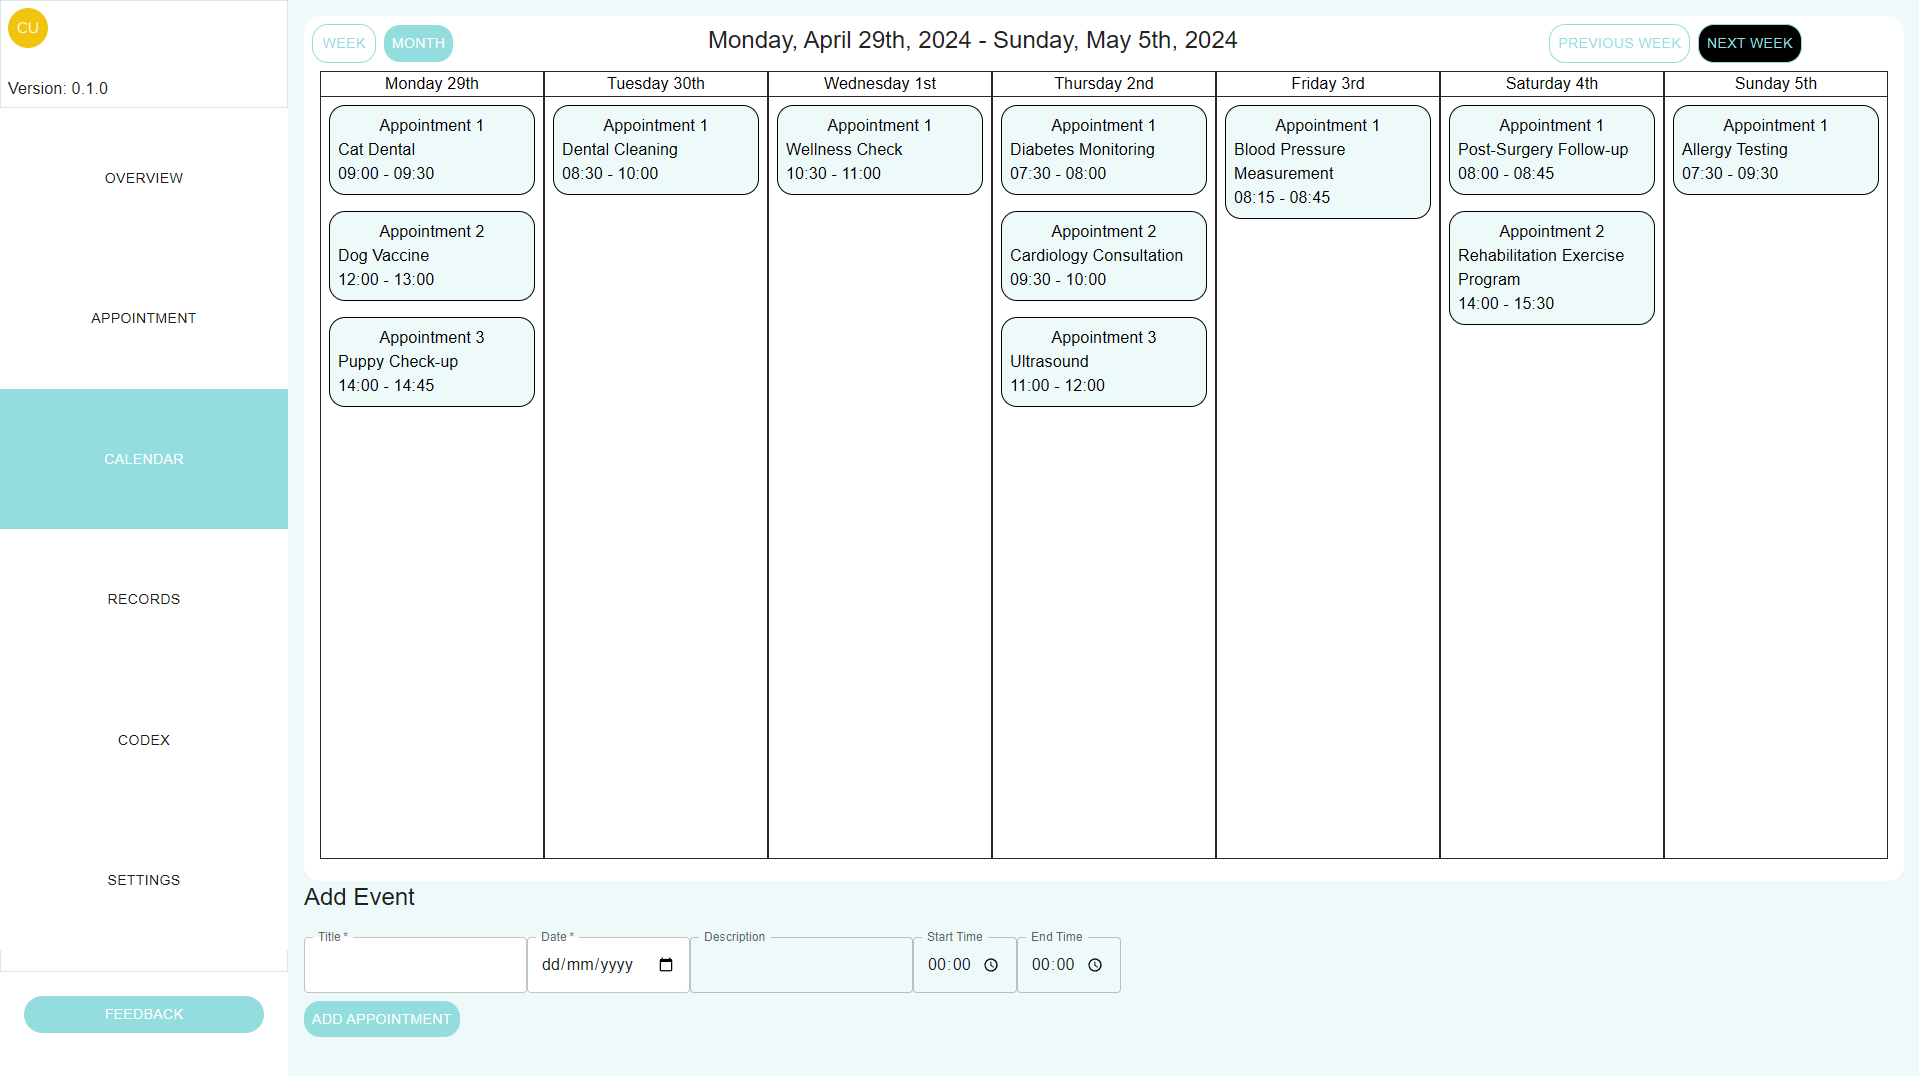 CU
Version: 0.1.0
OVERVIEW
APPOINTMENT
CALENDAR
RECORDS
CODEX
SETTINGS
FEEDBACK
WEEK
MONTH
Monday, April 29th, 2024 - Sunday, May 5th, 2024
PREVIOUS WEEK
NEXT WEEK
Monday 29th
Appointment 1
Cat Dental
09:00 - 09:30
Appointment 2
Dog Vaccine
12:00 - 13:00
Appointment 3
Puppy Check-up
14:00 - 14:45
Tuesday 30th
Appointment 1
Dental Cleaning
08:30 - 10:00
Wednesday 1st
Appointment 1
Wellness Check
10:30 - 11:00
Thursday 2nd
Appointment 1
Diabetes Monitoring
07:30 - 08:00
Appointment 2
Cardiology Consultation
09:30 - 10:00
Appointment 3
Ultrasound
11:00 - 12:00
Friday 3rd
Appointment 1
Blood Pressure
Measurement
08:15 - 08:45
Saturday 4th
Appointment 1
Post-Surgery Follow-up
08:00 - 08:45
Appointment 2
Rehabilitation Exercise
Program
14:00 - 15:30
Sunday 5th
Appointment 1
Allergy Testing
07:30 - 09:30
Add Event
Title *
Date *
dd/mm/yyyy
Description
Start Time
00:00
End Time
00:00
ADD APPOINTMENT